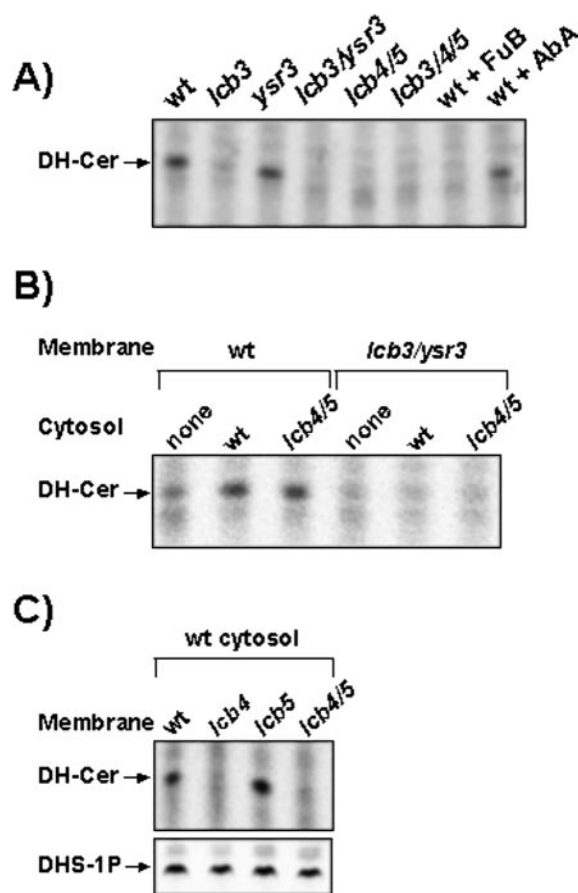 A)
wt lcb3 ysr3 lcb3/ysr3 lcb4/5 lcb3/4/5 wt + FuB wt + AbA
DH-Cer
B)
Membrane wt lcb3/ysr3
Cytosol none wt lcb4/5 none wt lcb4/5
DH-Cer
C)
wt cytosol
Membrane wt lcb4 lcb5 lcb4/5
DH-Cer
DHS-1P